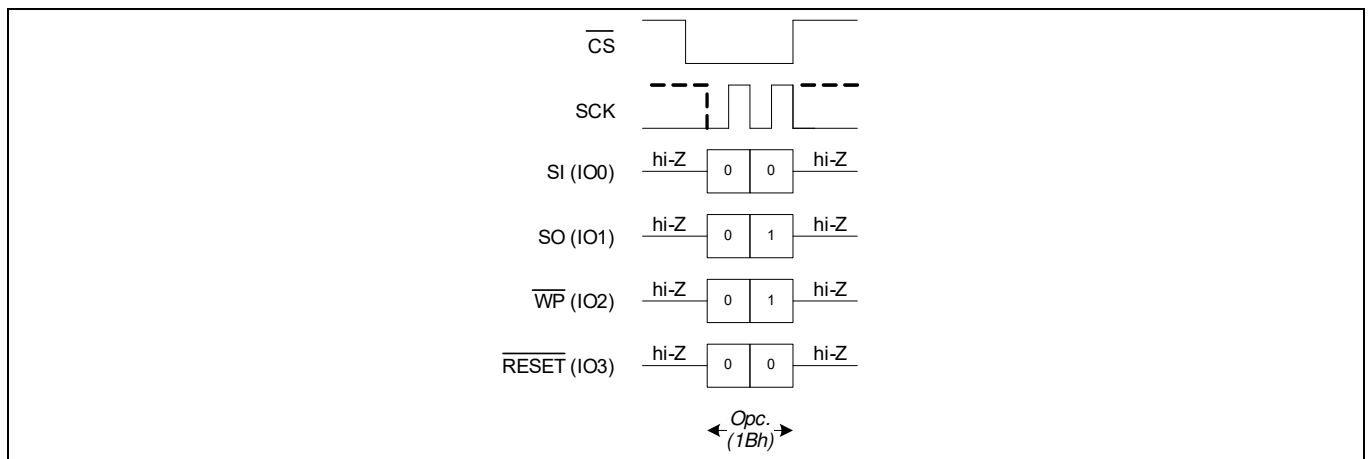 CS
SCK
SI (IO0) hi-Z 0 0 hi-Z
SO (IO1) hi-Z 0 1 hi-Z
WP (IO2) hi-Z 0 1 hi-Z
RESET (IO3) hi-Z 0 0 hi-Z
Opc.
(1Bh)